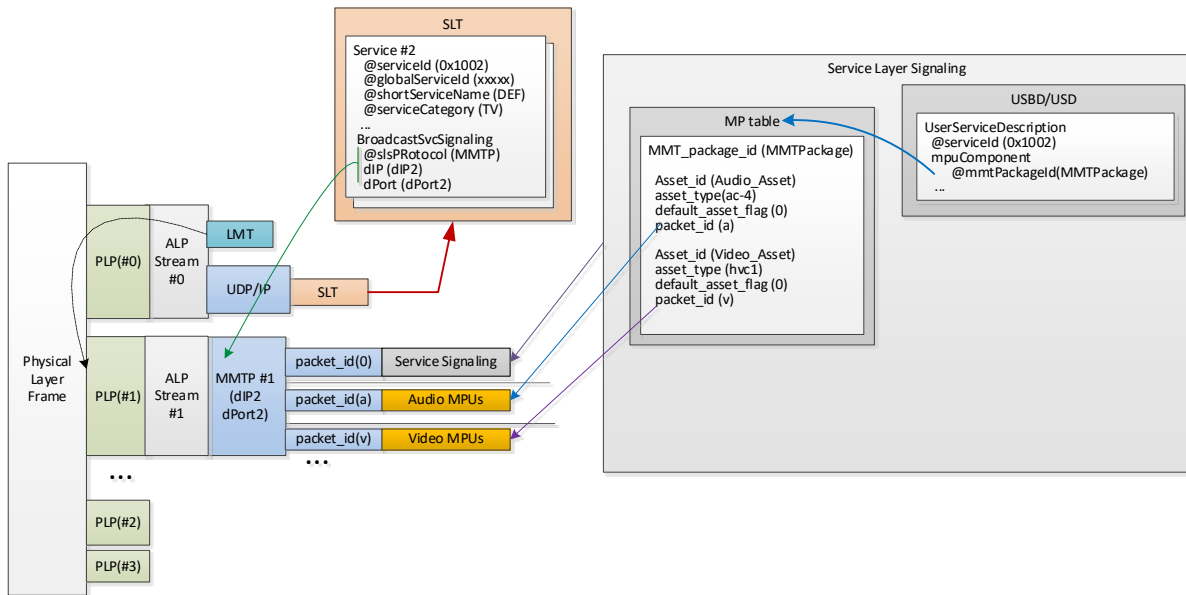 SLT
Service #2
@serviceId (0x1002)
@globalServiceId (xxxxx)
@shortServiceName (DEF)
@serviceCategory (TV)
...
BroadcastSvcSignaling
@slsPRotocol (MMTP)
dIP (dIP2)
dPort (dPort2)
Service Layer Signaling
MP table
MMT_package_id (MMTPackage)
Asset_id (Audio_Asset)
asset_type(ac-4)
default_asset_flag (0)
packet_id (a)
Asset_id (Video_Asset)
asset_type (hvc1)
default_asset_flag (0)
packet_id (v)
USBD/USD
UserServiceDescription
@serviceId (0x1002)
mpuComponent
@mmtPackageId(MMTPackage)
...
Physical
Layer
Frame
PLP(#0)
ALP
Stream
#0
LMT
UDP/IP
SLT
PLP(#1)
ALP
Stream
#1
MMTP #1
(dIP2
dPort2)
packet_id(0)
Service Signaling
packet_id(a)
Audio MPUs
packet_id(v)
Video MPUs
...
...
PLP(#2)
PLP(#3)